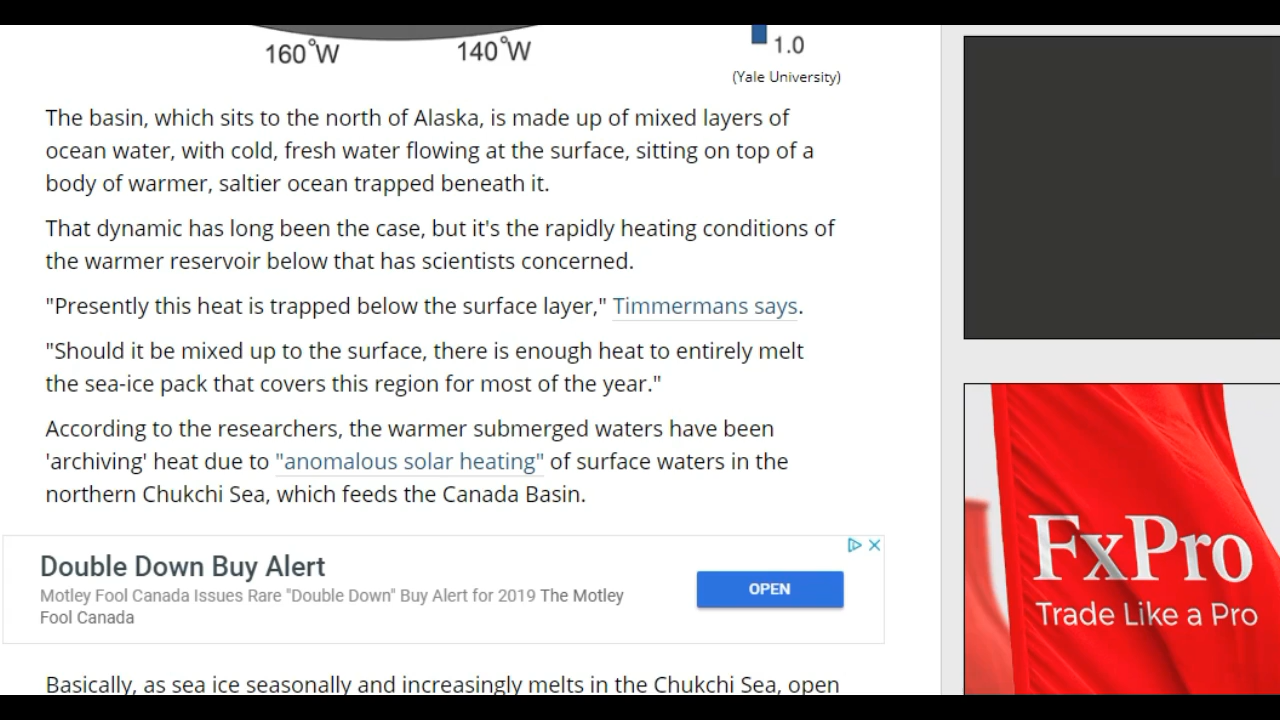 160°W
140°W
1.0
(Yale University)
The basin, which sits to the north of Alaska, is made up of mixed layers of
ocean water, with cold, fresh water flowing at the surface, sitting on top of a
body of warmer, saltier ocean trapped beneath it.
That dynamic has long been the case, but it's the rapidly heating conditions of
the warmer reservoir below that has scientists concerned.
"Presently this heat is trapped below the surface layer," Timmermans says.
"Should it be mixed up to the surface, there is enough heat to entirely melt
the sea-ice pack that covers this region for most of the year."
According to the researchers, the warmer submerged waters have been
'archiving' heat due to "anomalous solar heating" of surface waters in the
northern Chukchi Sea, which feeds the Canada Basin.
Double Down Buy Alert
Motley Fool Canada Issues Rare "Double Down" Buy Alert for 2019 The Motley
Fool Canada
OPEN
Basically, as sea ice seasonally and increasingly melts in the Chukchi Sea, open
FxPro
Trade Like a Pro